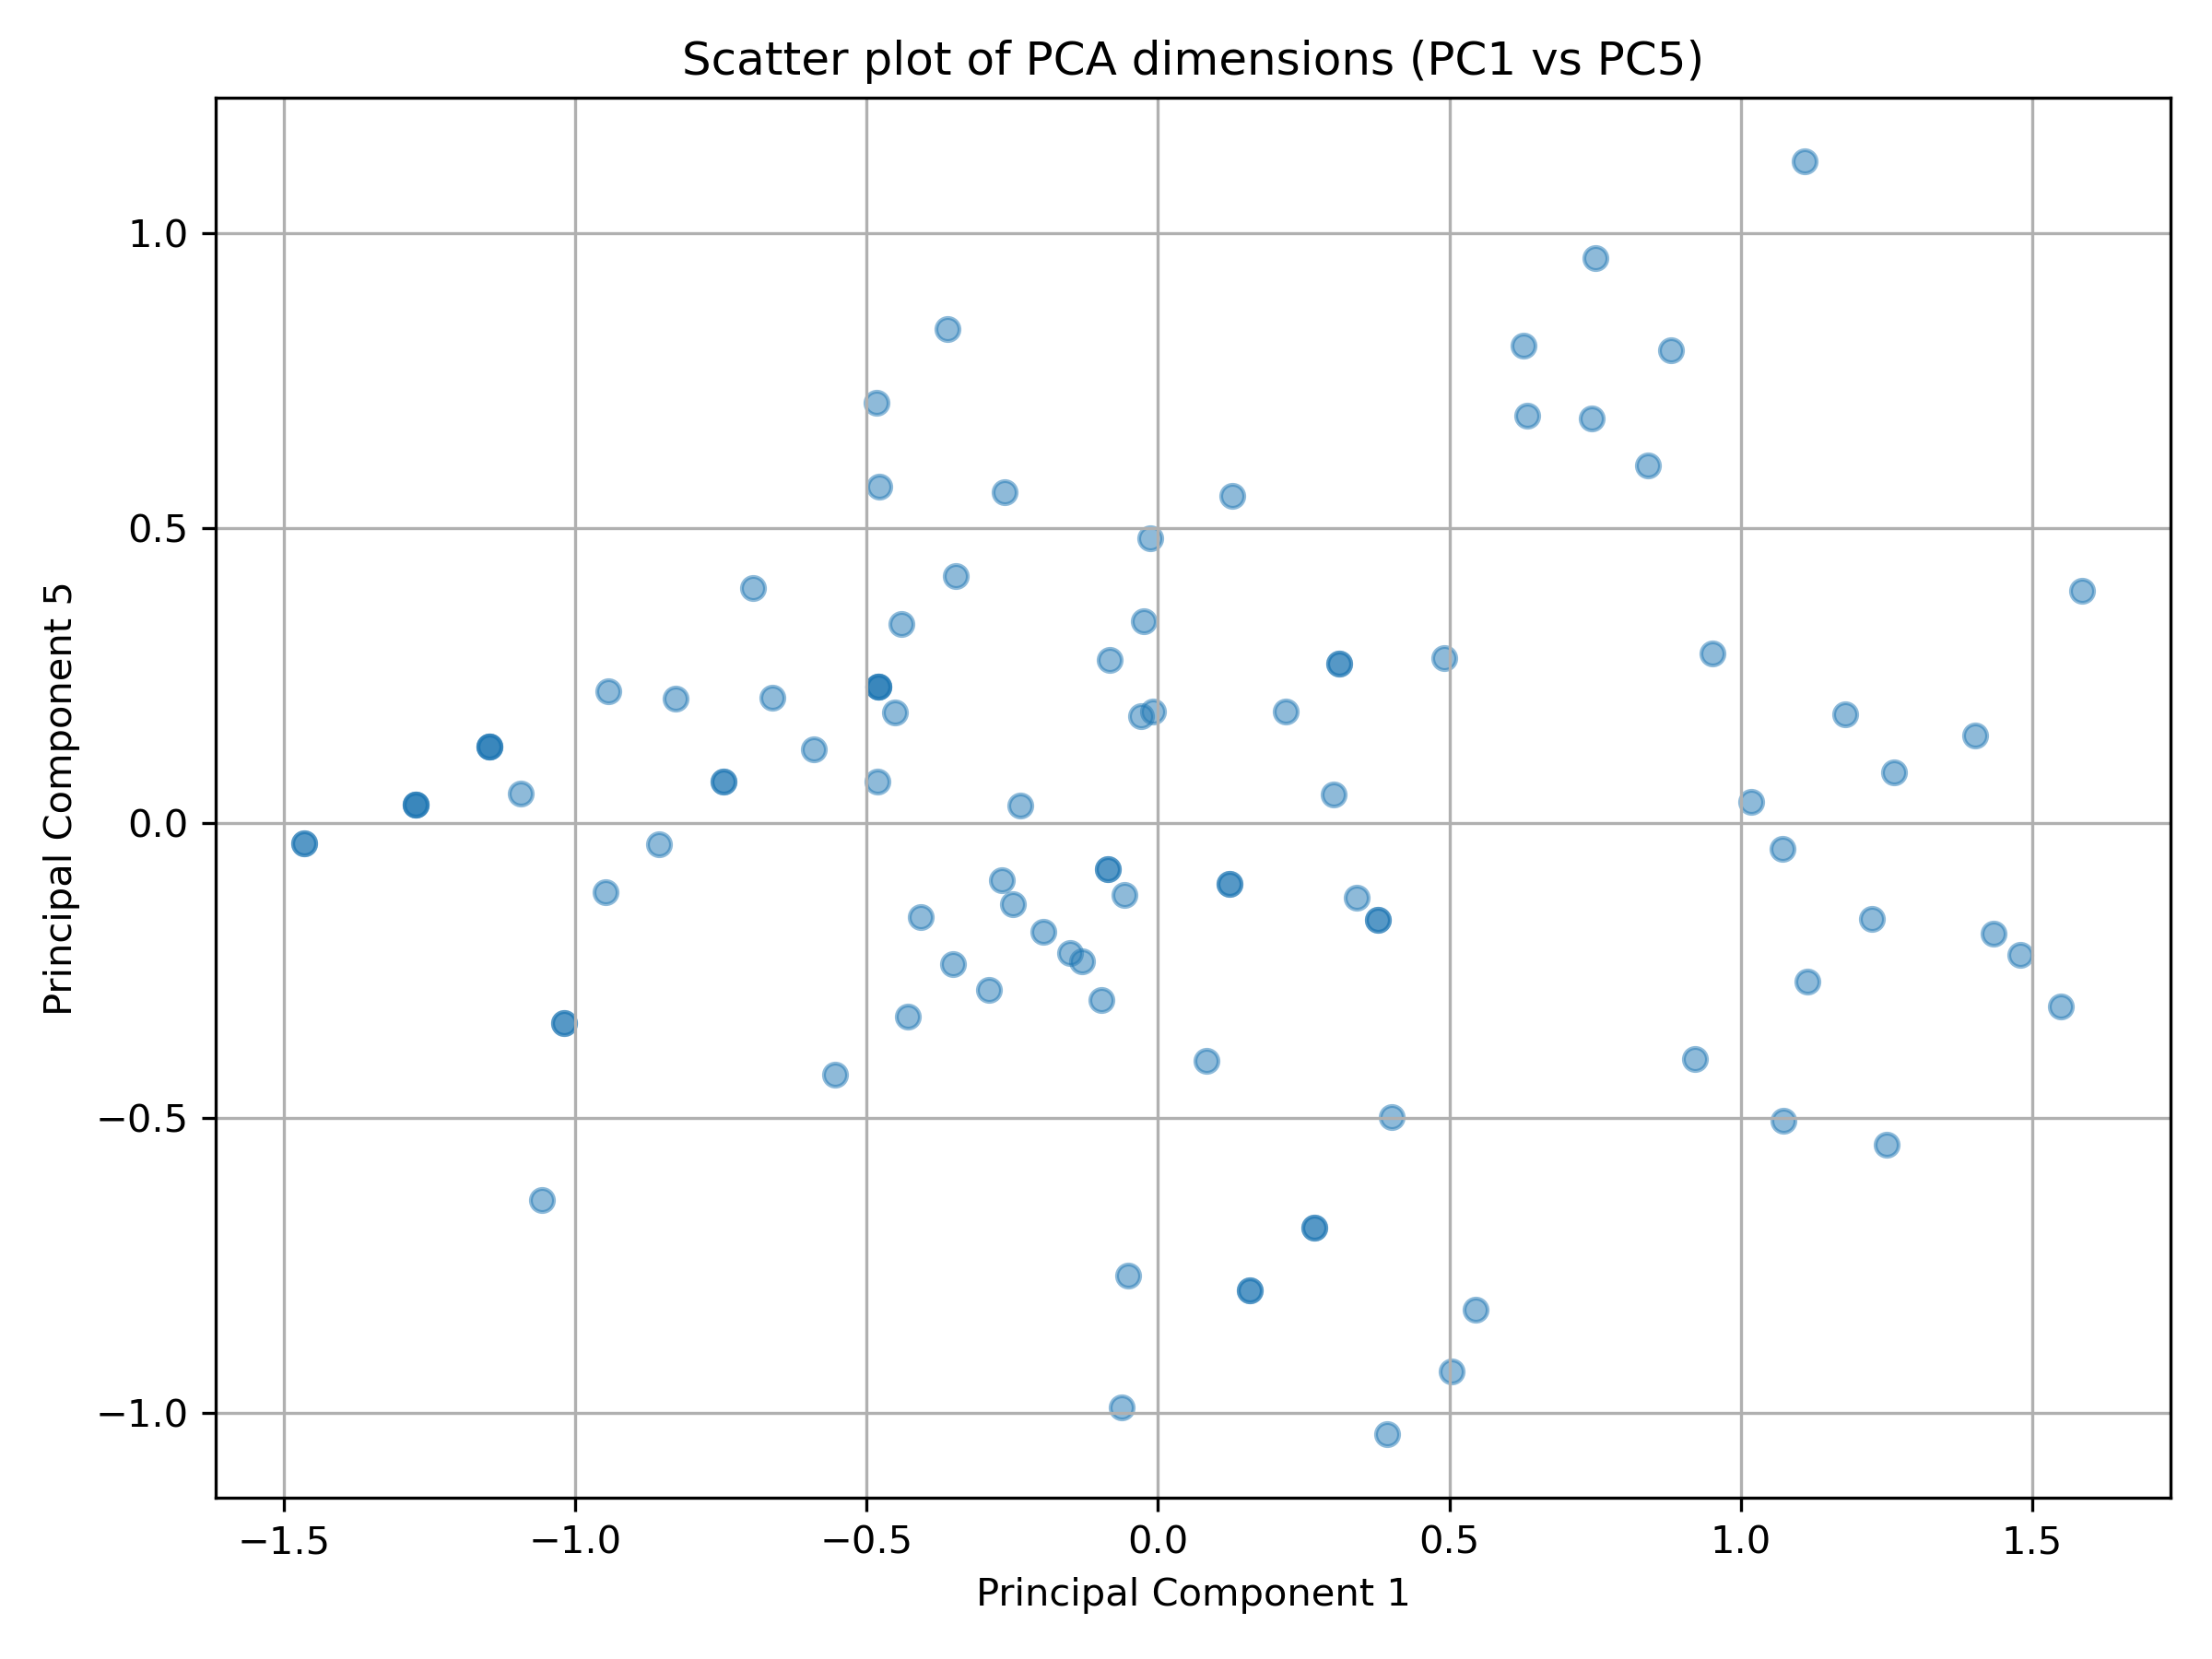 Scatter plot of PCA dimensions (PC1 vs PC5)
1.0
0.5
0.0
−0.5
−1.0
Principal Component 5
−1.5 −1.0 −0.5 0.0 0.5 1.0 1.5
Principal Component 1